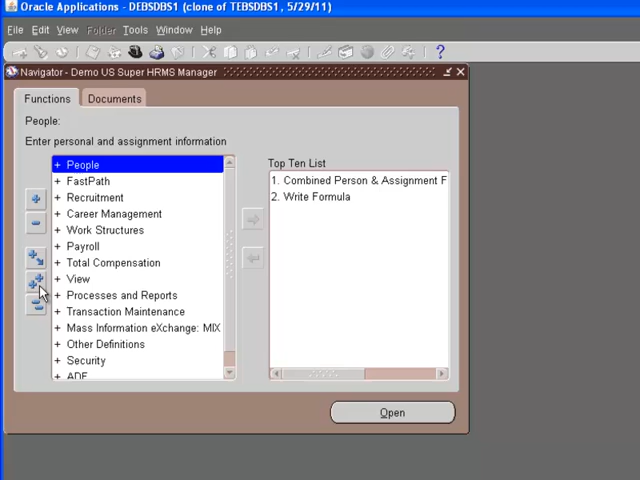 Oracle Applications - DEBSDBS1 (clone of TEBSDBS1, 5/29/11)
File Edit View Folder Tools Window Help
Navigator - Demo US Super HRMS Manager
Functions Documents
People:
Enter personal and assignment information
Top Ten List
+ People
+ FastPath
+ Recruitment
+ Career Management
+ Work Structures
+ Payroll
+ Total Compensation
+ View
+ Processes and Reports
+ Transaction Maintenance
+ Mass Information eXchange: MIX
+ Other Definitions
+ Security
+ ADE
1. Combined Person & Assignment F
2. Write Formula
Open